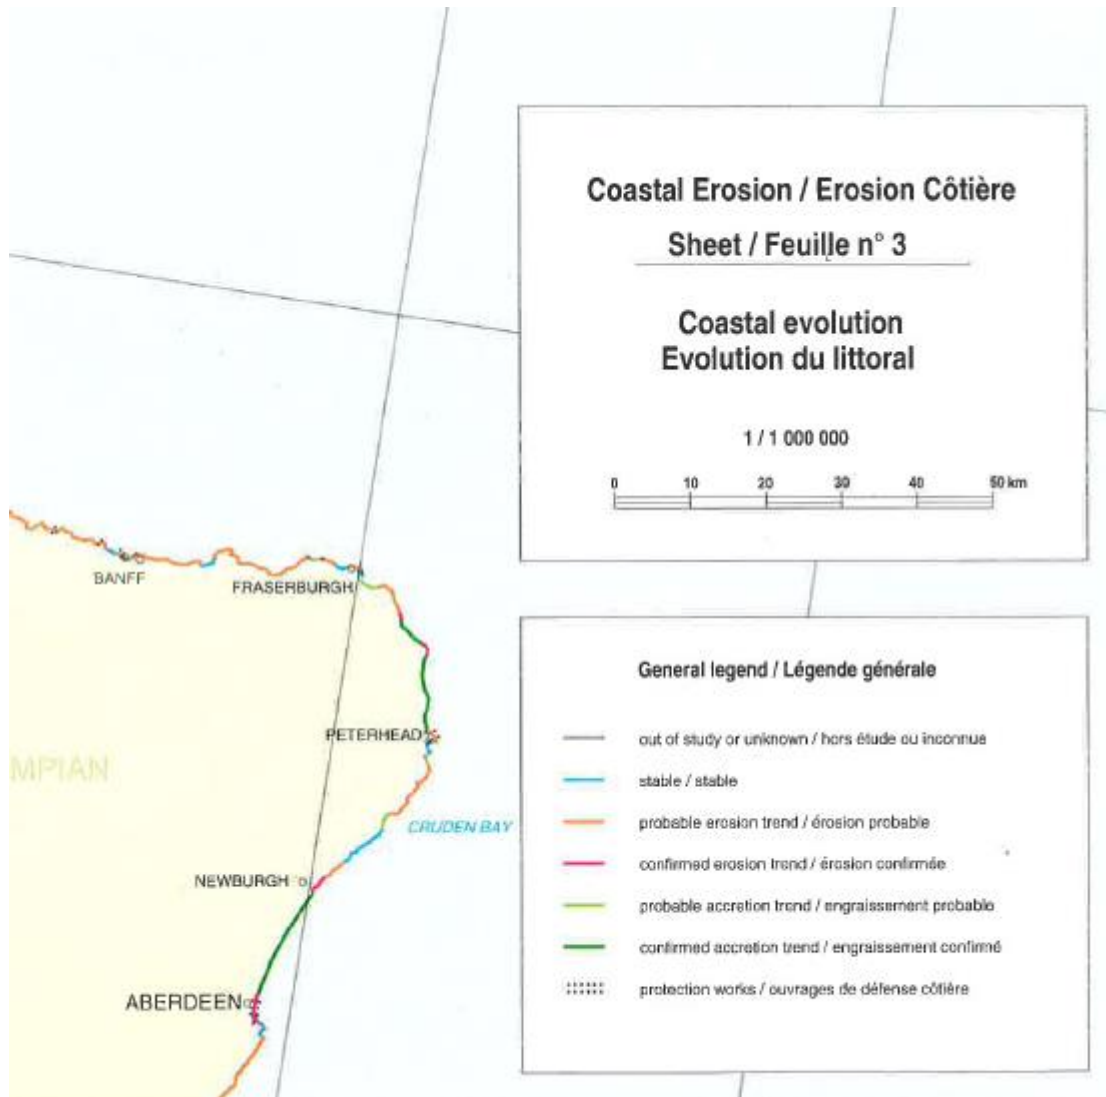 Coastal Erosion / Erosion Côtière
Sheet / Feuille n° 3
Coastal evolution
Evolution du littoral
1 / 1 000 000
0 10 20 30 40 50 km
BANFF
FRASERBURGH
PETERHEAD
MPIAN
CRUDEN BAY
NEWBURGH
ABERDEEN
General legend / Légende générale
out of study or unknown / hors étude ou inconnue
stable / stable
probable erosion trend / érosion probable
confirmed erosion trend / érosion confirmée
probable accretion trend / engraissement probable
confirmed accretion trend / engraissement confirmé
protection works / ouvrages de défense côtière